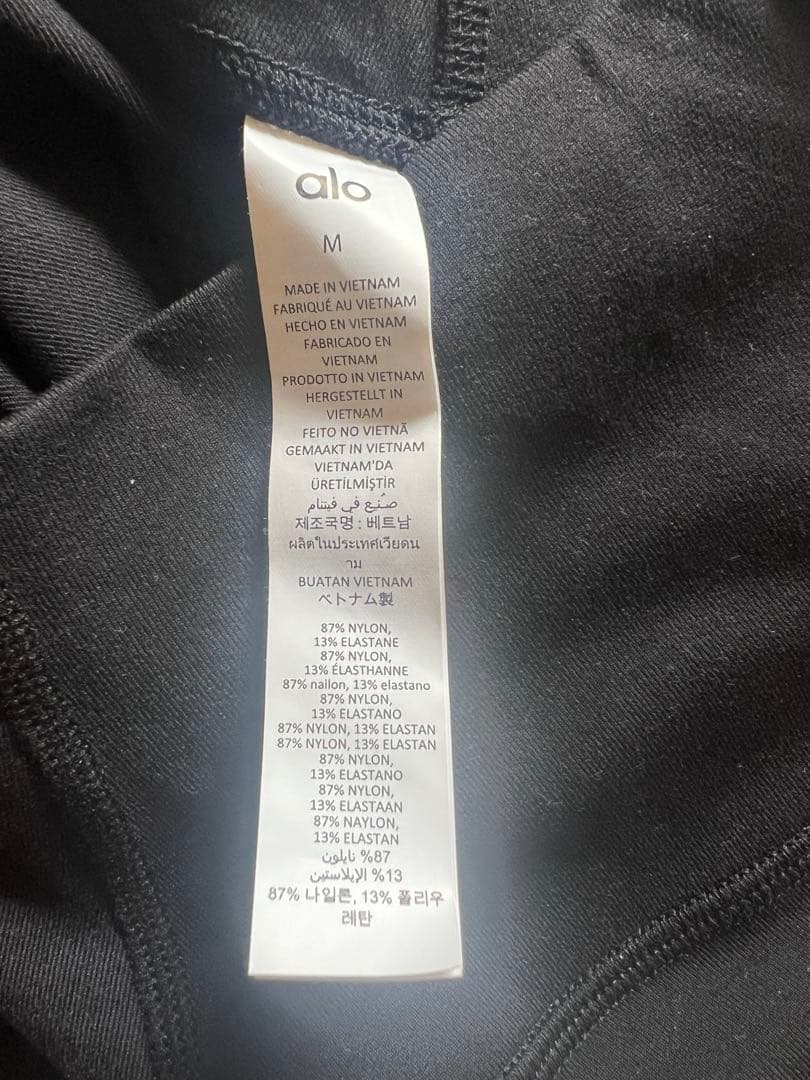 alo
M
MADE IN VIETNAM
FABRIQUÉ AU VIETNAM
HECHO EN VIETNAM
FABRICADO EN
VIETNAM
PRODOTTO IN VIETNAM
HERGESTELLT IN
VIETNAM
FEITO NO VIETNÃ
GEMAAKT IN VIETNAM
VIETNAM'DA
ÜRETİLMİŞTİR
صُنِع في فيتنام
제조국명 : 베트남
ผลิตในประเทศเวียดน
าม
BUATAN VIETNAM
ベトナム製
87% NYLON,
13% ELASTANE
87% NYLON,
13% ÉLASTHANNE
87% nailon, 13% elastano
87% NYLON,
13% ELASTANO
87% NYLON, 13% ELASTAN
87% NYLON, 13% ELASTAN
87% NYLON,
13% ELASTANO
87% NYLON,
13% ELASTAAN
87% NAYLON,
13% ELASTAN
87% نايلون
13% الإيلاستين
87% 나일론, 13% 폴리우
레탄